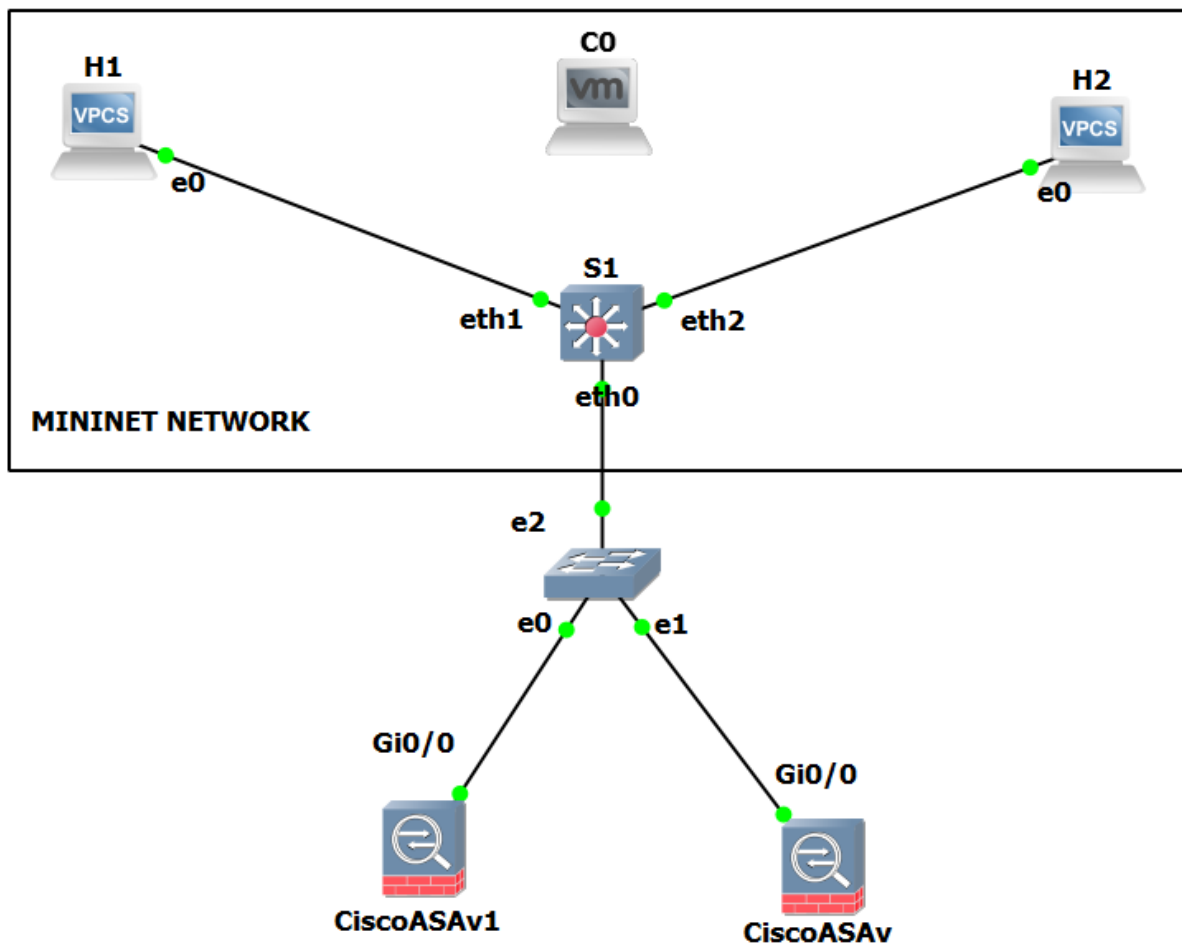 C0
H1
vm
H2
VPCS
VPCS
e0
e0
S1
eth1
eth2
eth0
MININET NETWORK
e2
e0
e1
Gi0/0
Gi0/0
CiscoASAv1
CiscoASAv